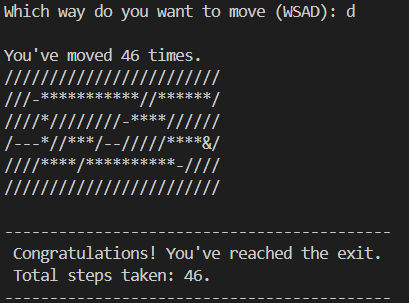 Which way do you want to move (WSAD): d
You've moved 46 times.
////////////////////////
///-***********//******/
////*////////-****//////
/---*//***/--/////****&/
////****/**********-////
////////////////////////
-------------------------------------------
Congratulations! You've reached the exit.
Total steps taken: 46.
-------------------------------------------